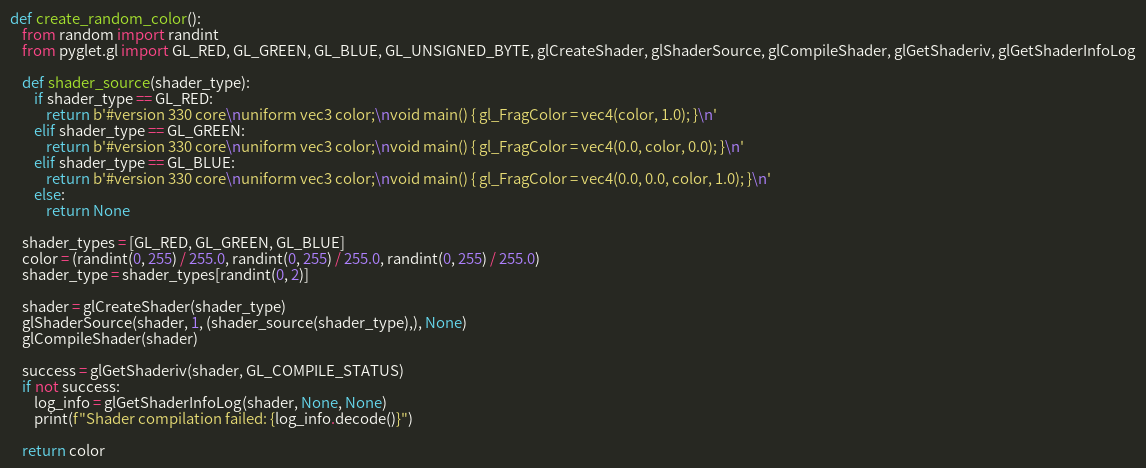 def create_random_color():
    from random import randint
    from pyglet.gl import GL_RED, GL_GREEN, GL_BLUE, GL_UNSIGNED_BYTE, glCreateShader, glShaderSource, glCompileShader, glGetShaderiv, glGetShaderInfoLog

    def shader_source(shader_type):
        if shader_type == GL_RED:
            return b'#version 330 core\nuniform vec3 color;\nvoid main() { gl_FragColor = vec4(color, 1.0); }\n'
        elif shader_type == GL_GREEN:
            return b'#version 330 core\nuniform vec3 color;\nvoid main() { gl_FragColor = vec4(0.0, color, 0.0); }\n'
        elif shader_type == GL_BLUE:
            return b'#version 330 core\nuniform vec3 color;\nvoid main() { gl_FragColor = vec4(0.0, 0.0, color, 1.0); }\n'
        else:
            return None

    shader_types = [GL_RED, GL_GREEN, GL_BLUE]
    color = (randint(0, 255) / 255.0, randint(0, 255) / 255.0, randint(0, 255) / 255.0)
    shader_type = shader_types[randint(0, 2)]

    shader = glCreateShader(shader_type)
    glShaderSource(shader, 1, (shader_source(shader_type),), None)
    glCompileShader(shader)

    success = glGetShaderiv(shader, GL_COMPILE_STATUS)
    if not success:
        log_info = glGetShaderInfoLog(shader, None, None)
        print(f"Shader compilation failed: {log_info.decode()}")

    return color